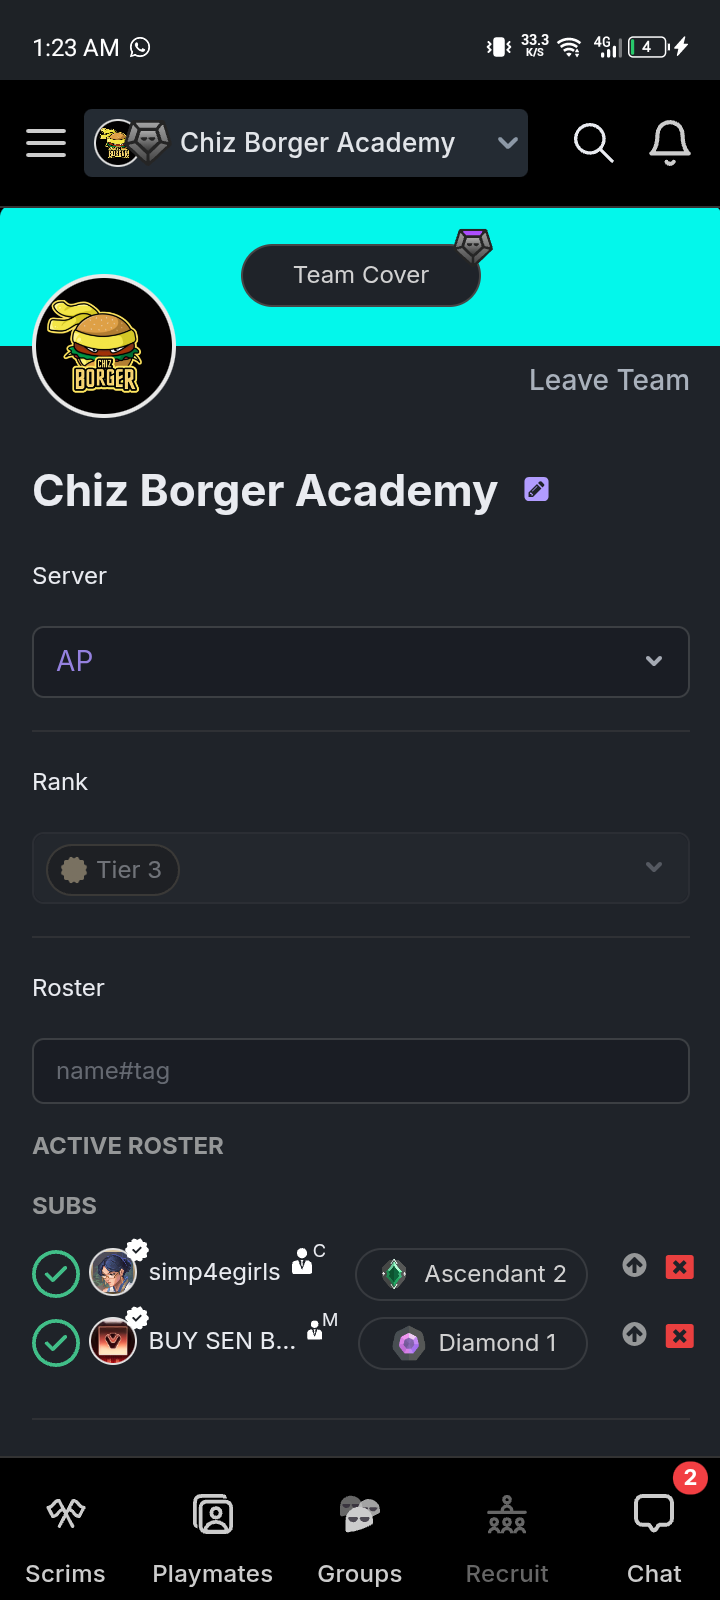 1:23 AM
33.3
K/S
4G
4
Chiz Borger Academy
Team Cover
CHIZ
BORGER
Leave Team
Chiz Borger Academy
Server
AP
Rank
Tier 3
Roster
name#tag
ACTIVE ROSTER
SUBS
simp4egirls C Ascendant 2
BUY SEN B... M Diamond 1
2
Scrims Playmates Groups Recruit Chat